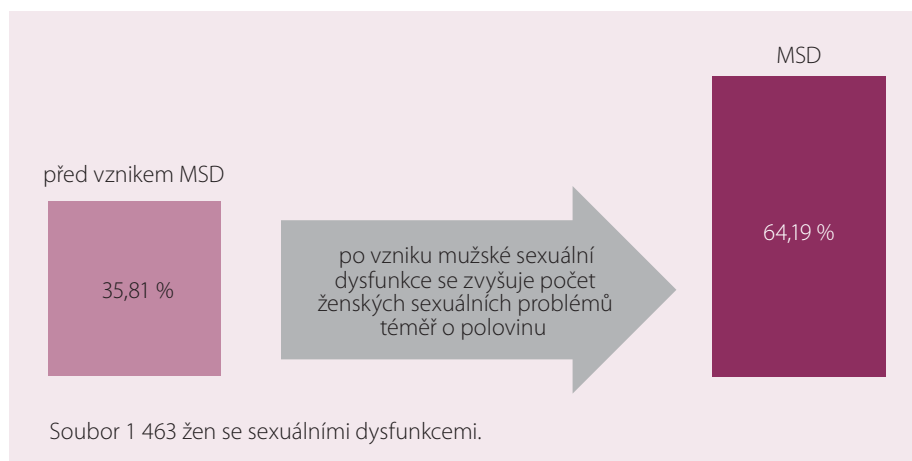 MSD
před vznikem MSD
35,81 %
po vzniku mužské sexuální
dysfunkce se zvyšuje počet
ženských sexuálních problémů
téměř o polovinu
64,19 %
Soubor 1 463 žen se sexuálními dysfunkcemi.